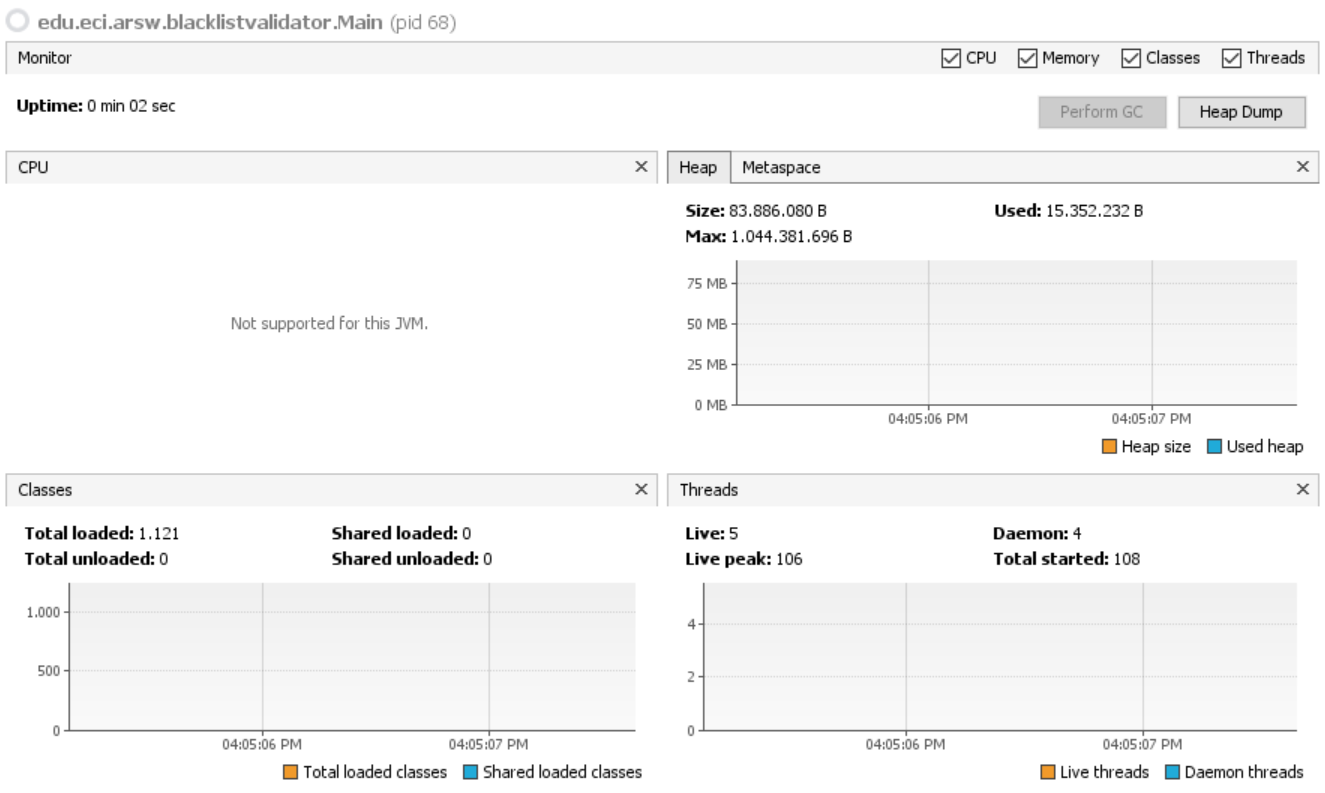 edu.eci.arsw.blacklistvalidator.Main (pid 68)
Monitor
CPU Memory Classes Threads
Uptime: 0 min 02 sec
Perform GC Heap Dump
CPU
Not supported for this JVM.
Heap Metaspace
Size: 83.886.080 B Used: 15.352.232 B
Max: 1.044.381.696 B
75 MB
50 MB
25 MB
0 MB
04:05:06 PM 04:05:07 PM
Heap size Used heap
Classes
Total loaded: 1.121 Shared loaded: 0
Total unloaded: 0 Shared unloaded: 0
1.000
500
0
04:05:06 PM 04:05:07 PM
Total loaded classes Shared loaded classes
Threads
Live: 5 Daemon: 4
Live peak: 106 Total started: 108
4
2
0
04:05:06 PM 04:05:07 PM
Live threads Daemon threads